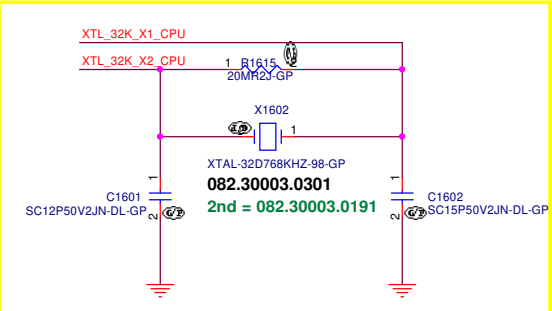 XTL_32K_X1_CPU
XTL_32K_X2_CPU
1 R1615 2
20MR2J-GP
X1602
1
XTAL-32D768KHZ-98-GP
082.30003.0301
2nd = 082.30003.0191
1
C1601
SC12P50V2JN-DL-GP
2
1
C1602
SC15P50V2JN-DL-GP
2